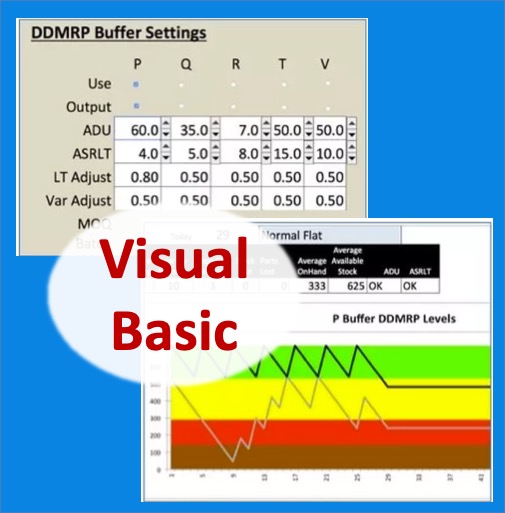 DDMRP Buffer Settings
P Q R T V
Use
Output
ADU 60.0 35.0 7.0 50.0 50.0
ASRLT 4.0 5.0 8.0 15.0 10.0
LT Adjust 0.80 0.50 0.50 0.50 0.50
Var Adjust 0.50 0.50 0.50 0.50 0.50
MOQ
29 Normal Flat
Average
Average Available
OnHand Stock ADU ASRLT
333 625 OK OK
Visual
Basic
P Buffer DDMRP Levels
400
300
200
100
0
1 5 9 13 17 21 25 29 33 37 41